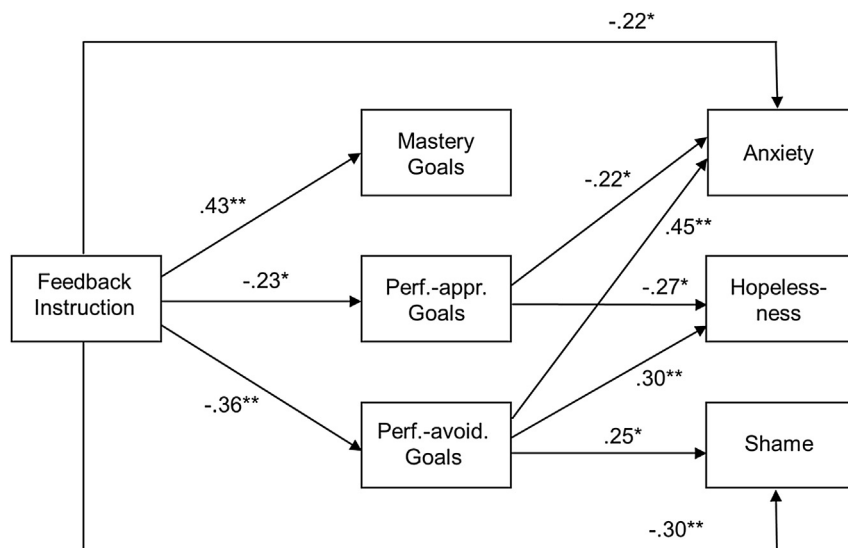 -.22*
Mastery
Goals
Anxiety
-.22*
.43**
.45**
Feedback
Instruction
-.23*
Perf.-appr.
Goals
-.27*
Hopeless-
ness
.30**
-.36**
Perf.-avoid.
Goals
.25*
Shame
-.30**